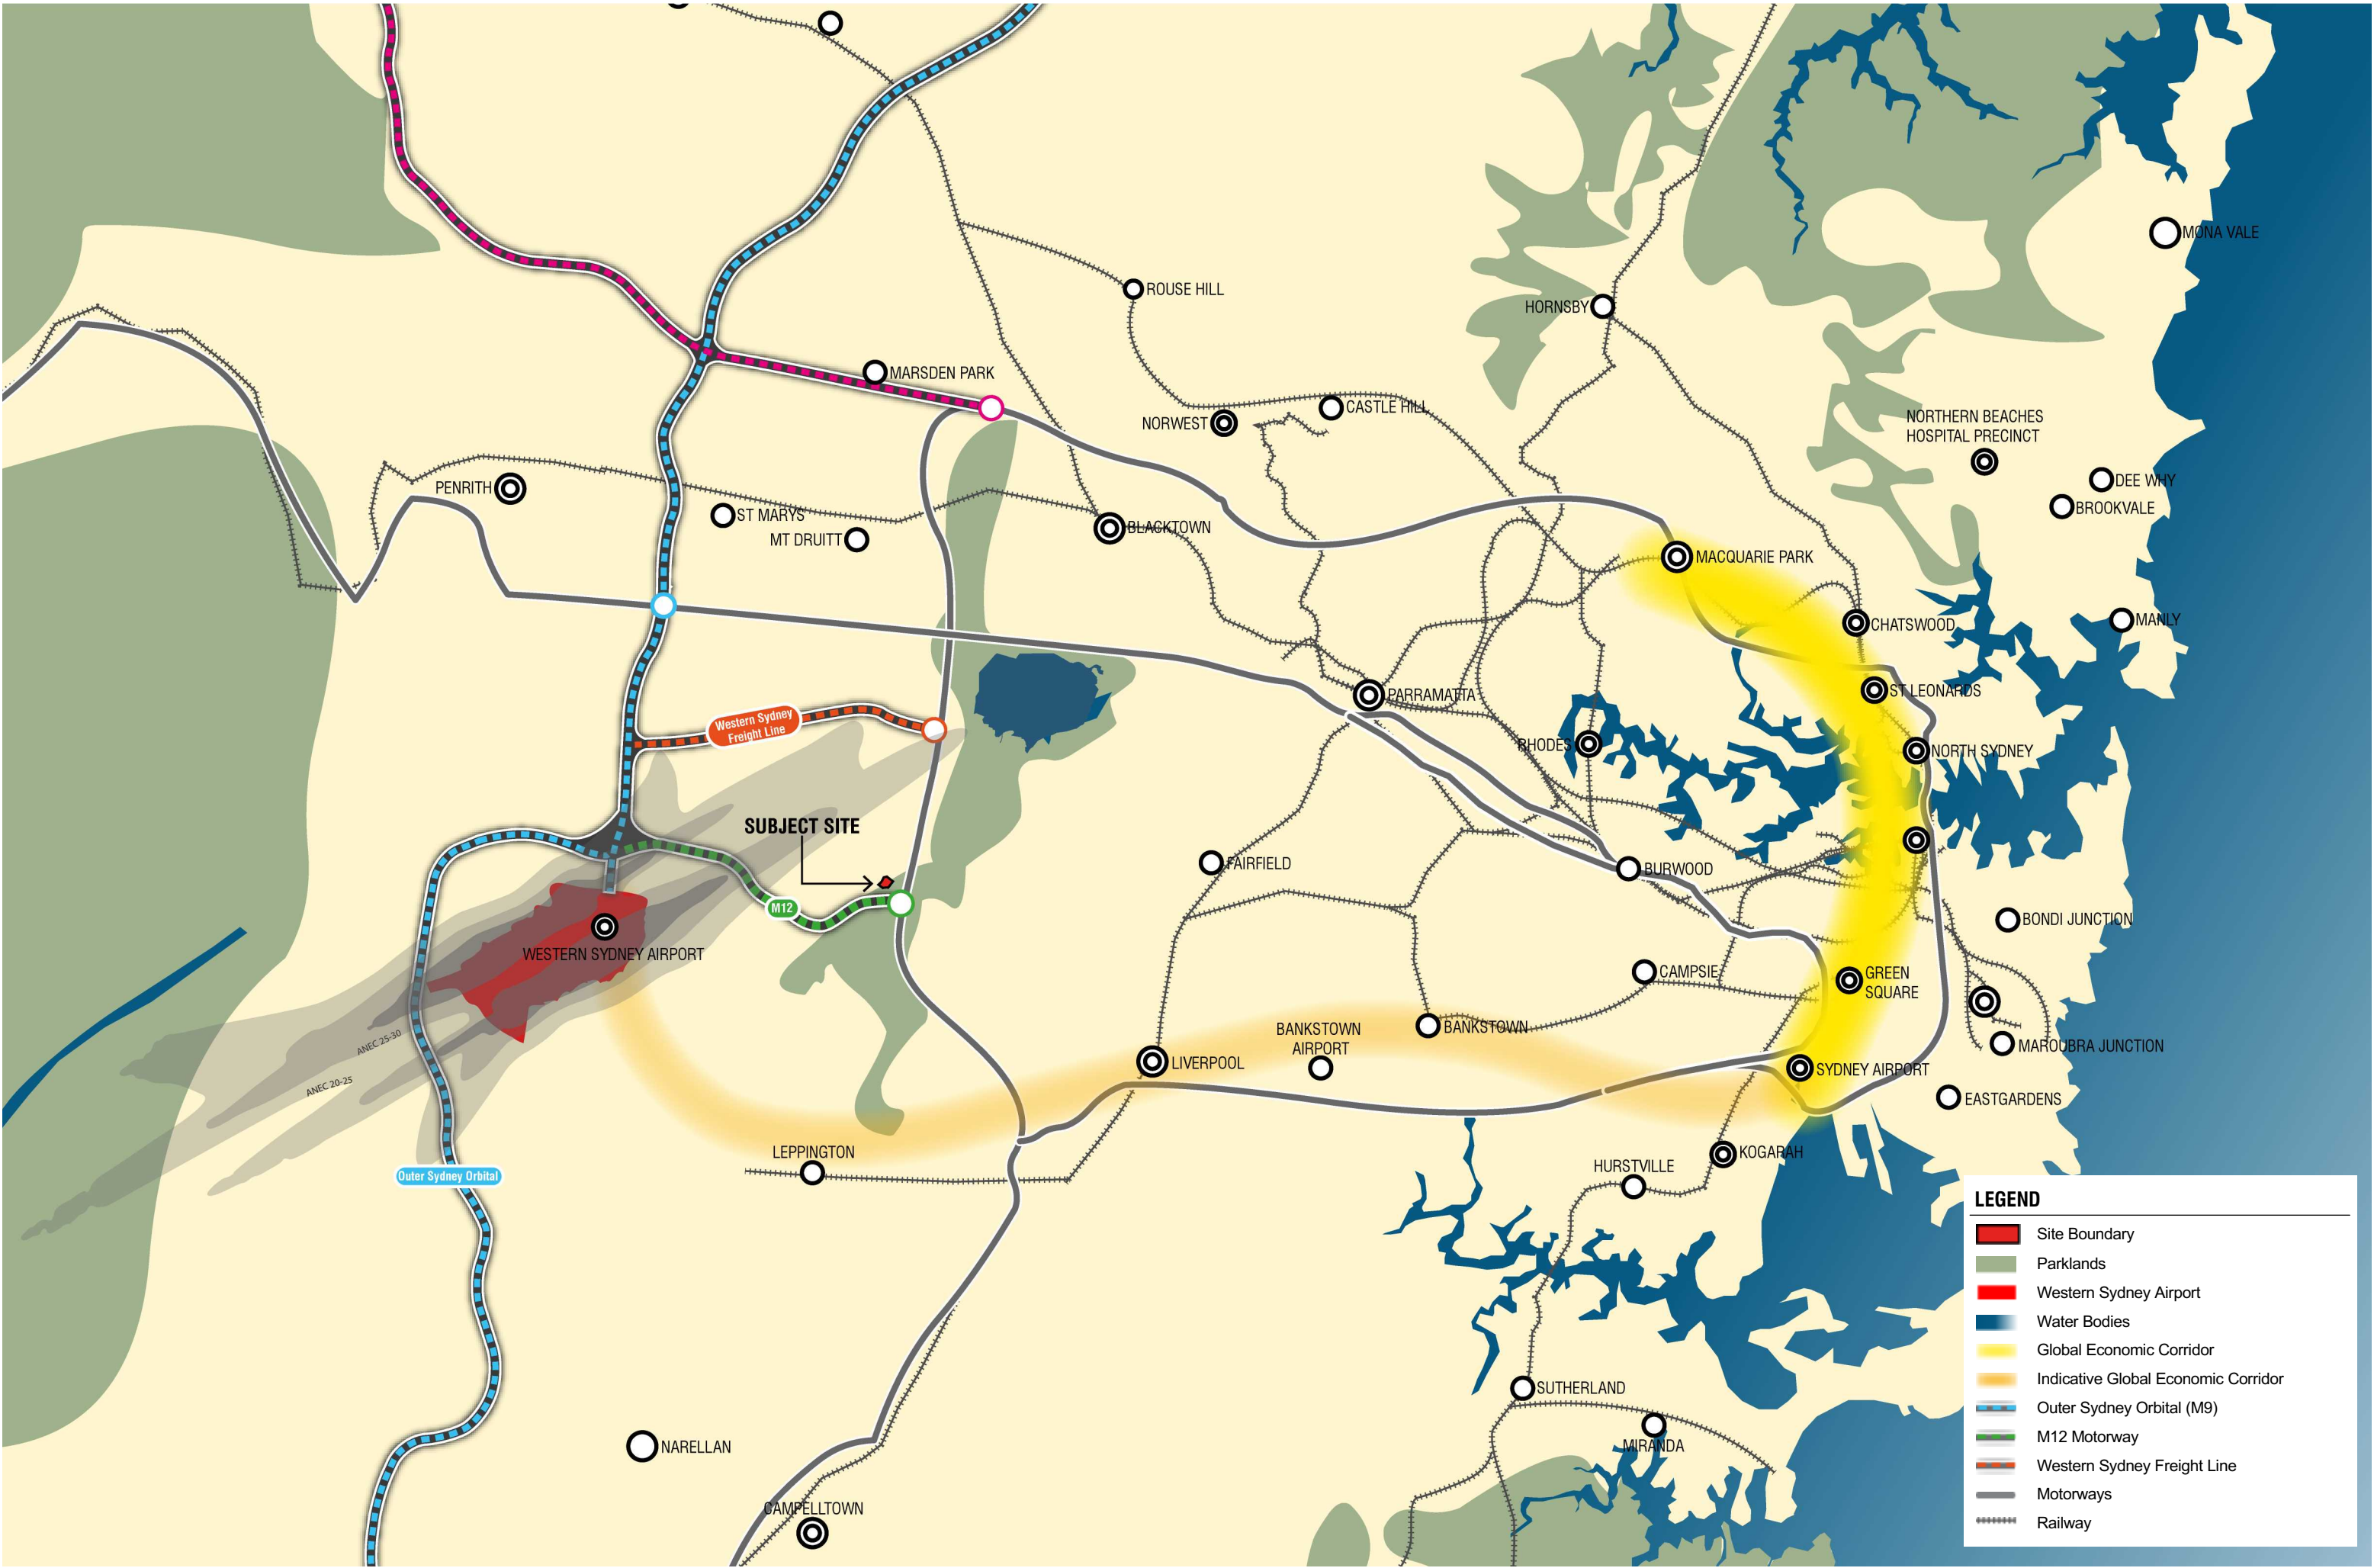 MONA VALE
ROUSE HILL
HORNSBY
MARSDEN PARK
NORWEST
CASTLE HILL
NORTHERN BEACHES
HOSPITAL PRECINCT
PENRITH
DEE WHY
BROOKVALE
ST MARYS
MT DRUITT
BLACKTOWN
MACQUARIE PARK
CHATSWOOD
MANLY
PARRAMATTA
ST LEONARDS
Western Sydney
Freight Line
RHODES
NORTH SYDNEY
SUBJECT SITE
FAIRFIELD
BURWOOD
M12
BONDI JUNCTION
WESTERN SYDNEY AIRPORT
CAMPSIE
GREEN
SQUARE
ANEC 25-30
BANKSTOWN
AIRPORT
BANKSTOWN
MAROUBRA JUNCTION
LIVERPOOL
SYDNEY AIRPORT
ANEC 20-25
EASTGARDENS
LEPPINGTON
KOGARAH
Outer Sydney Orbital
HURSTVILLE
SUTHERLAND
MIRANDA
NARELLAN
CAMPELLTOWN
LEGEND
Site Boundary
Parklands
Western Sydney Airport
Water Bodies
Global Economic Corridor
Indicative Global Economic Corridor
Outer Sydney Orbital (M9)
M12 Motorway
Western Sydney Freight Line
Motorways
Railway